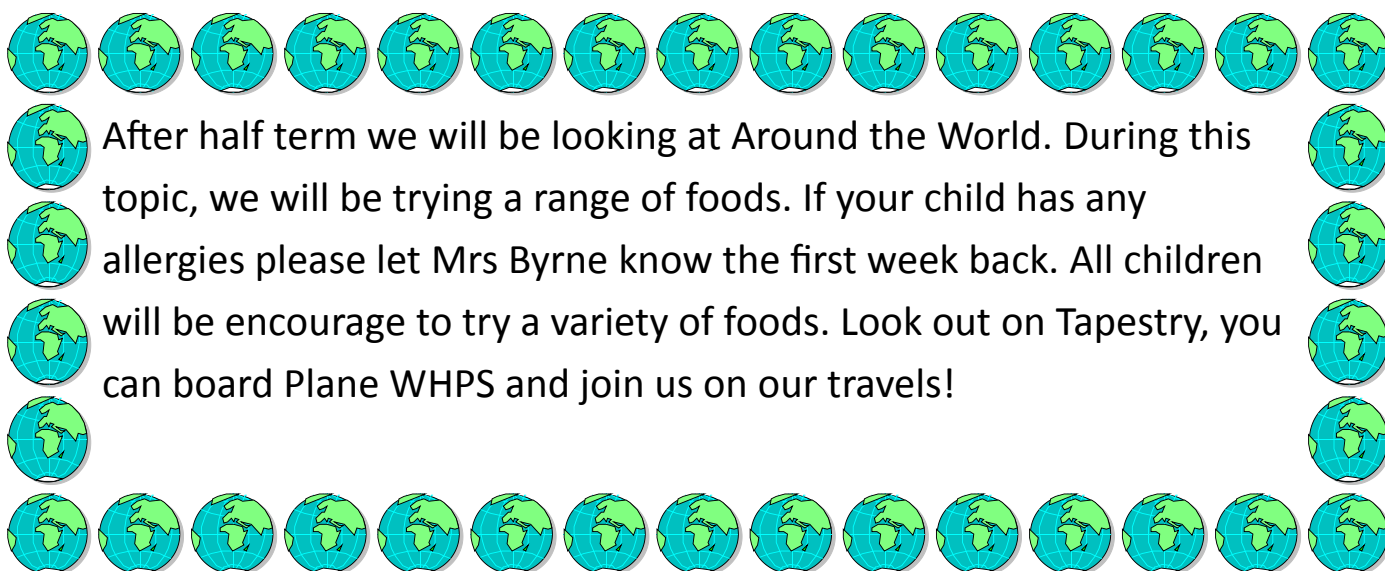 After half term we will be looking at Around the World. During this
topic, we will be trying a range of foods. If your child has any
allergies please let Mrs Byrne know the first week back. All children
will be encourage to try a variety of foods. Look out on Tapestry, you
can board Plane WHPS and join us on our travels!